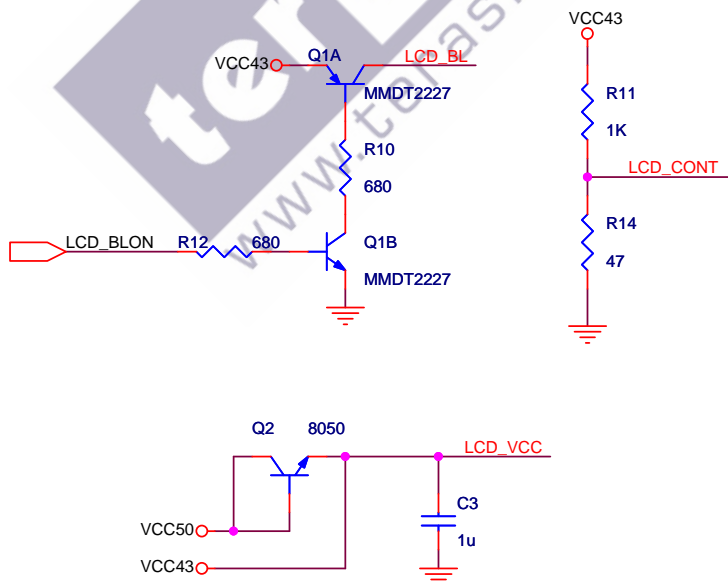 VCC43
Q1A
LCD_BL
MMDT2227
R10
680
LCD_BLON
R12
680
Q1B
MMDT2227
VCC43
R11
1K
LCD_CONT
R14
47
Q2
8050
LCD_VCC
VCC50
VCC43
C3
1u
www.teras